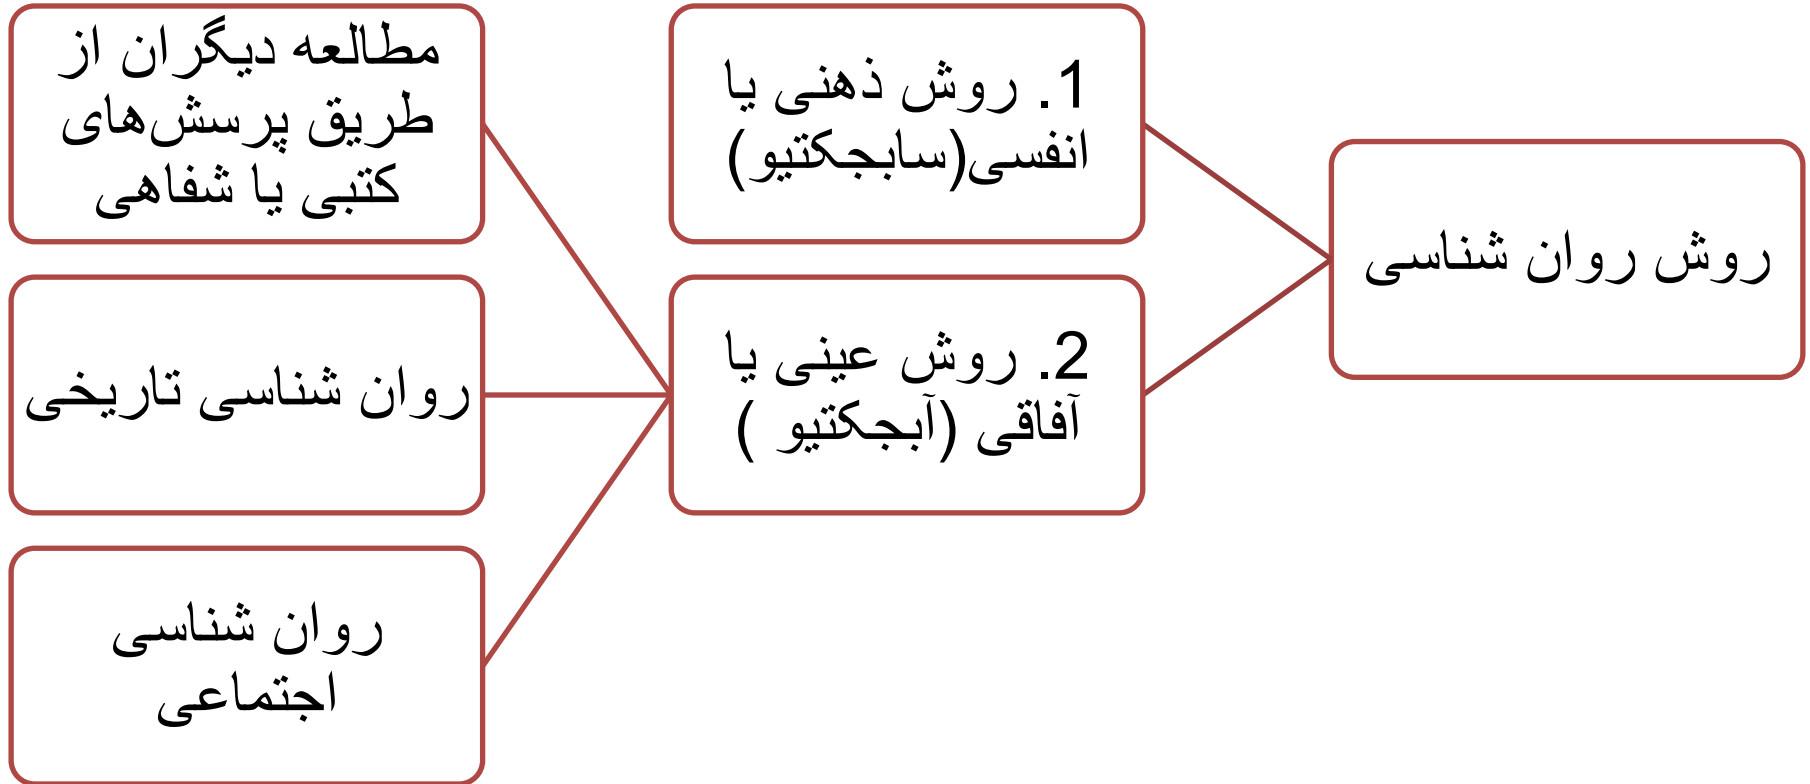 روش روان شناسی
1. روش ذهنی یا
انفسی(سابجکتیو)
2. روش عینی یا
آفاقی (آبجکتیو )
مطالعه دیگران از
طریق پرسش‌های
کتبی یا شفاهی
روان شناسی تاریخی
روان شناسی
اجتماعی